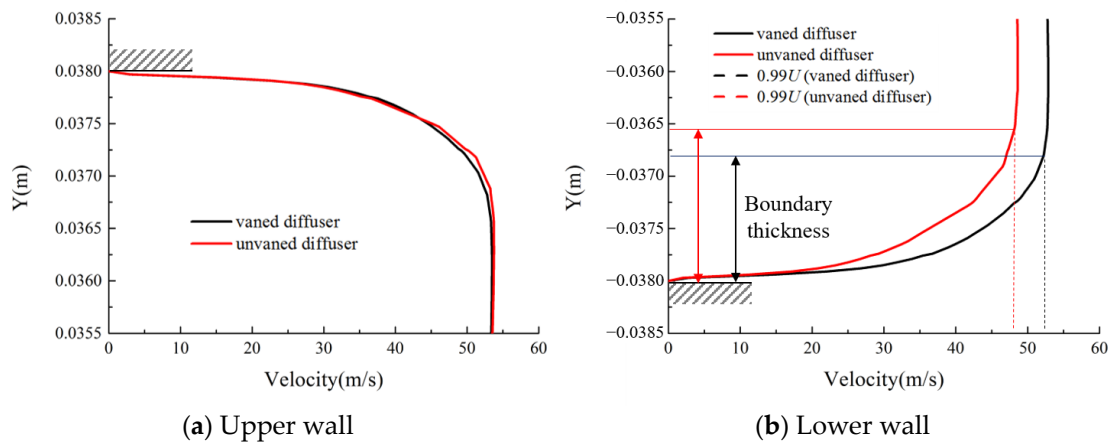 0.0385
0.0380
0.0375
0.0370
0.0365
0.0360
0.0355
Y(m)
vaned diffuser
unvaned diffuser
0 10 20 30 40 50 60
Velocity(m/s)
(a) Upper wall
−0.0355
−0.0360
−0.0365
−0.0370
−0.0375
−0.0380
−0.0385
Y(m)
vaned diffuser
unvaned diffuser
0.99U (vaned diffuser)
0.99U (unvaned diffuser)
Boundary
thickness
0 10 20 30 40 50 60
Velocity(m/s)
(b) Lower wall